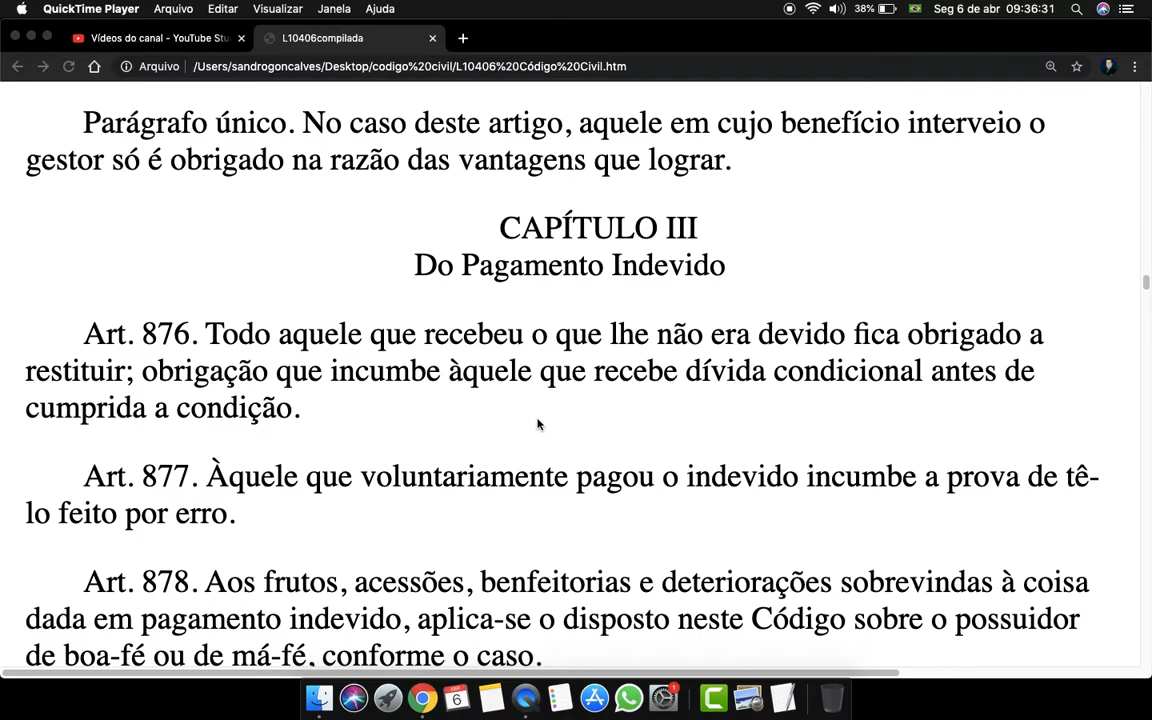 QuickTime Player Arquivo Editar Visualizar Janela Ajuda 38% Seg 6 de abr 09:36:31
Vídeos do canal - YouTube Stu L10406compilada
Arquivo /Users/sandrogoncalves/Desktop/codigo%20civil/L10406%20Código%20Civil.htm
Parágrafo único. No caso deste artigo, aquele em cujo benefício interveio o
gestor só é obrigado na razão das vantagens que lograr.
CAPÍTULO III
Do Pagamento Indevido
Art. 876. Todo aquele que recebeu o que lhe não era devido fica obrigado a
restituir; obrigação que incumbe àquele que recebe dívida condicional antes de
cumprida a condição.
Art. 877. Àquele que voluntariamente pagou o indevido incumbe a prova de tê-
lo feito por erro.
Art. 878. Aos frutos, acessões, benfeitorias e deteriorações sobrevindas à coisa
dada em pagamento indevido, aplica-se o disposto neste Código sobre o possuidor
de boa-fé ou de má-fé, conforme o caso.
6
1